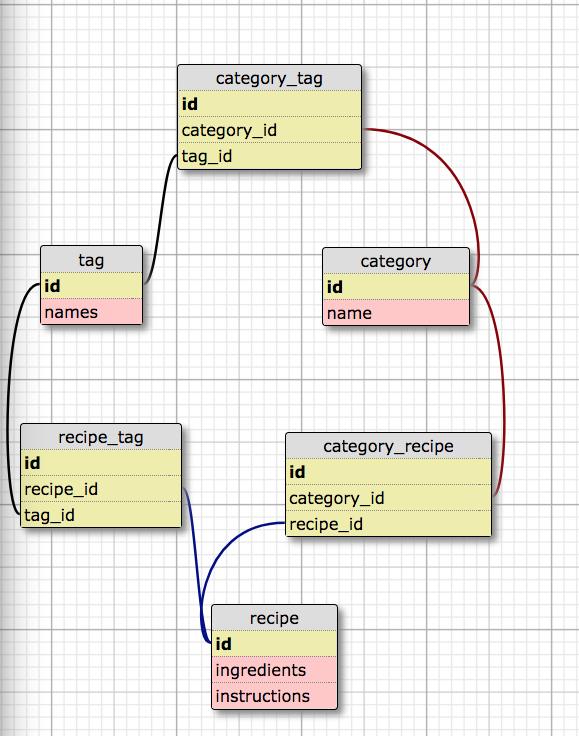 category_tag
id
category_id
tag_id
tag
id
names
category
id
name
recipe_tag
id
recipe_id
tag_id
category_recipe
id
category_id
recipe_id
recipe
id
ingredients
instructions